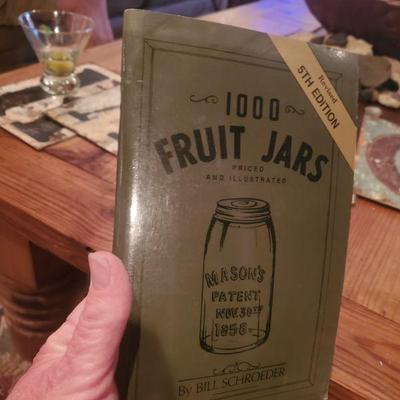 Revised
5TH EDITION
1000
FRUIT JARS
PRICED
AND ILLUSTRATED
MASON'S
PATENT
NOV. 30TH
1858
By BILL SCHROEDER